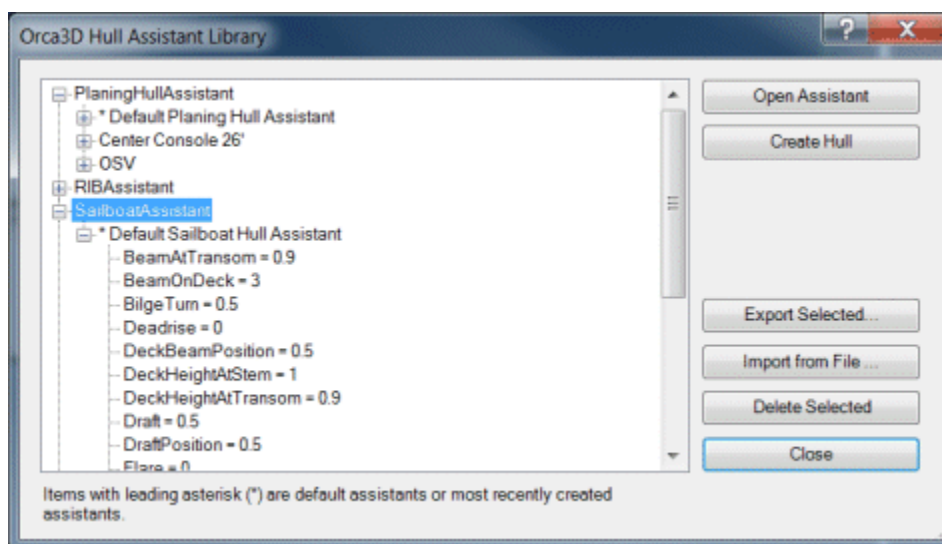 Orca3D Hull Assistant Library
PlaningHullAssistant
* Default Planing Hull Assistant
Center Console 26'
OSV
RIBAssistant
SailboatAssistant
* Default Sailboat Hull Assistant
BeamAtTransom = 0.9
BeamOnDeck = 3
BilgeTurn = 0.5
Deadrise = 0
DeckBeamPosition = 0.5
DeckHeightAtStem = 1
DeckHeightAtTransom = 0.9
Draft = 0.5
DraftPosition = 0.5
Flare = 0
Open Assistant
Create Hull
Export Selected...
Import from File ...
Delete Selected
Close
Items with leading asterisk (*) are default assistants or most recently created
assistants.